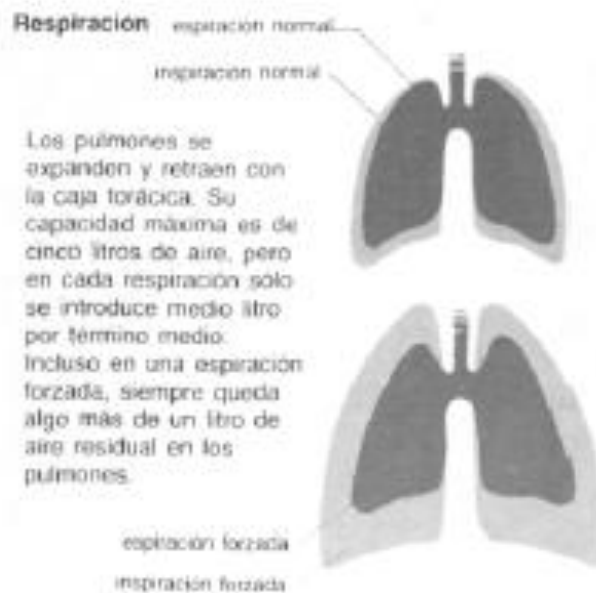 Respiración
espiración normal
inspiración normal
Los pulmones se
expanden y retraen con
la caja torácica. Su
capacidad máxima es de
cinco litros de aire, pero
en cada respiración sólo
se introduce medio litro
por término medio.
Incluso en una espiración
forzada, siempre queda
algo más de un litro de
aire residual en los
pulmones.
espiración forzada
inspiración forzada